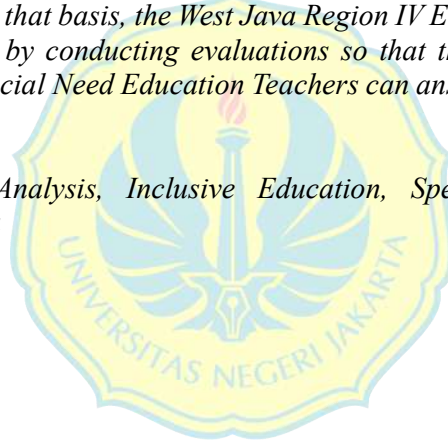 that basis, the West Java Region IV E
by conducting evaluations so that th
cial Need Education Teachers can an
Analysis, Inclusive Education, Spe
UNIVERSITAS NEGERI JAKARTA